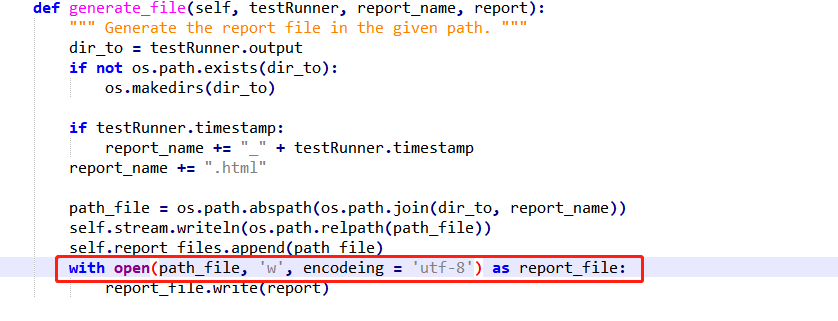 def generate_file(self, testRunner, report_name, report):
""" Generate the report file in the given path. """
dir_to = testRunner.output
if not os.path.exists(dir_to):
os.makedirs(dir_to)
if testRunner.timestamp:
report_name += "_" + testRunner.timestamp
report_name += ".html"
path_file = os.path.abspath(os.path.join(dir_to, report_name))
self.stream.writeln(os.path.relpath(path_file))
self.report_files.append(path_file)
with open(path_file, 'w', encodeing = 'utf-8') as report_file:
report_file.write(report)